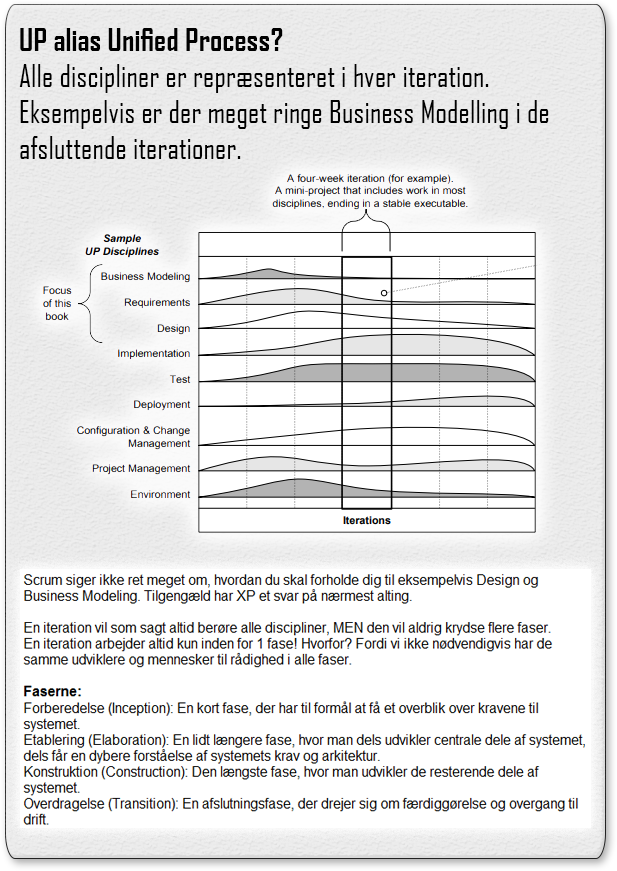 UP alias Unified Process?
Alle discipliner er repræsenteret i hver iteration.
Eksempelvis er der meget ringe Business Modelling i de
afsluttende iterationer.
A four-week iteration (for example).
A mini-project that includes work in most
disciplines, ending in a stable executable.
Sample
UP Disciplines
Focus
of this
book
Business Modeling
Requirements
Design
Implementation
Test
Deployment
Configuration & Change
Management
Project Management
Environment
Iterations
Scrum siger ikke ret meget om, hvordan du skal forholde dig til eksempelvis Design og
Business Modeling. Tilgengæld har XP et svar på nærmest alting.
En iteration vil som sagt altid berøre alle discipliner, MEN den vil aldrig krydse flere faser.
En iteration arbejder altid kun inden for 1 fase! Hvorfor? Fordi vi ikke nødvendigvis har de
samme udviklere og mennesker til rådighed i alle faser.
Faserne:
Forberedelse (Inception): En kort fase, der har til formål at få et overblik over kravene til
systemet.
Etablering (Elaboration): En lidt længere fase, hvor man dels udvikler centrale dele af systemet,
dels får en dybere forståelse af systemets krav og arkitektur.
Konstruktion (Construction): Den længste fase, hvor man udvikler de resterende dele af
systemet.
Overdragelse (Transition): En afslutningsfase, der drejer sig om færdiggørelse og overgang til
drift.